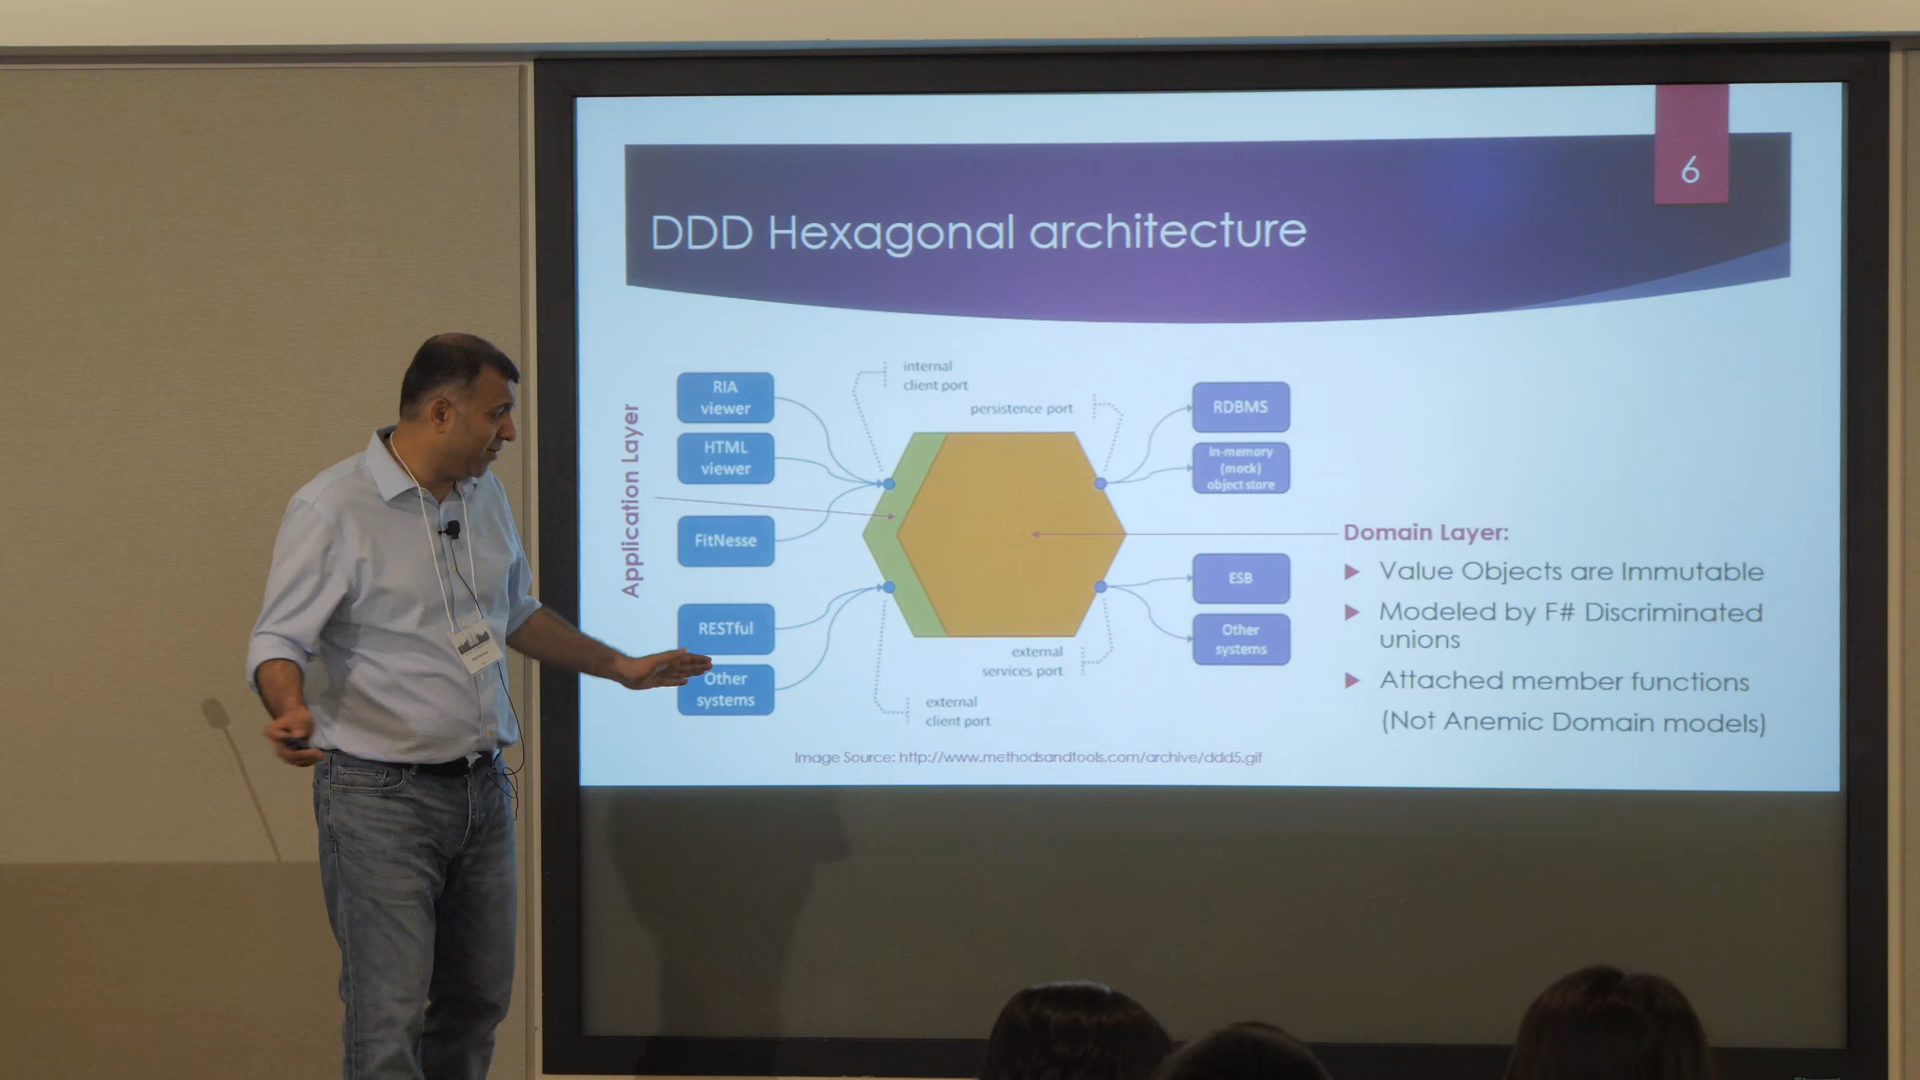 6
DDD Hexagonal architecture
Application Layer
RIA
viewer
HTML
viewer
FitNesse
RESTful
Other
systems
internal
client port
persistence port
external
services port
external
client port
RDBMS
In-memory
(mock)
object store
ESB
Other
systems
Domain Layer:
Value Objects are Immutable
Modeled by F# Discriminated
unions
Attached member functions
(Not Anemic Domain models)
Image Source: http://www.methodsandtools.com/archive/ddd5.gif